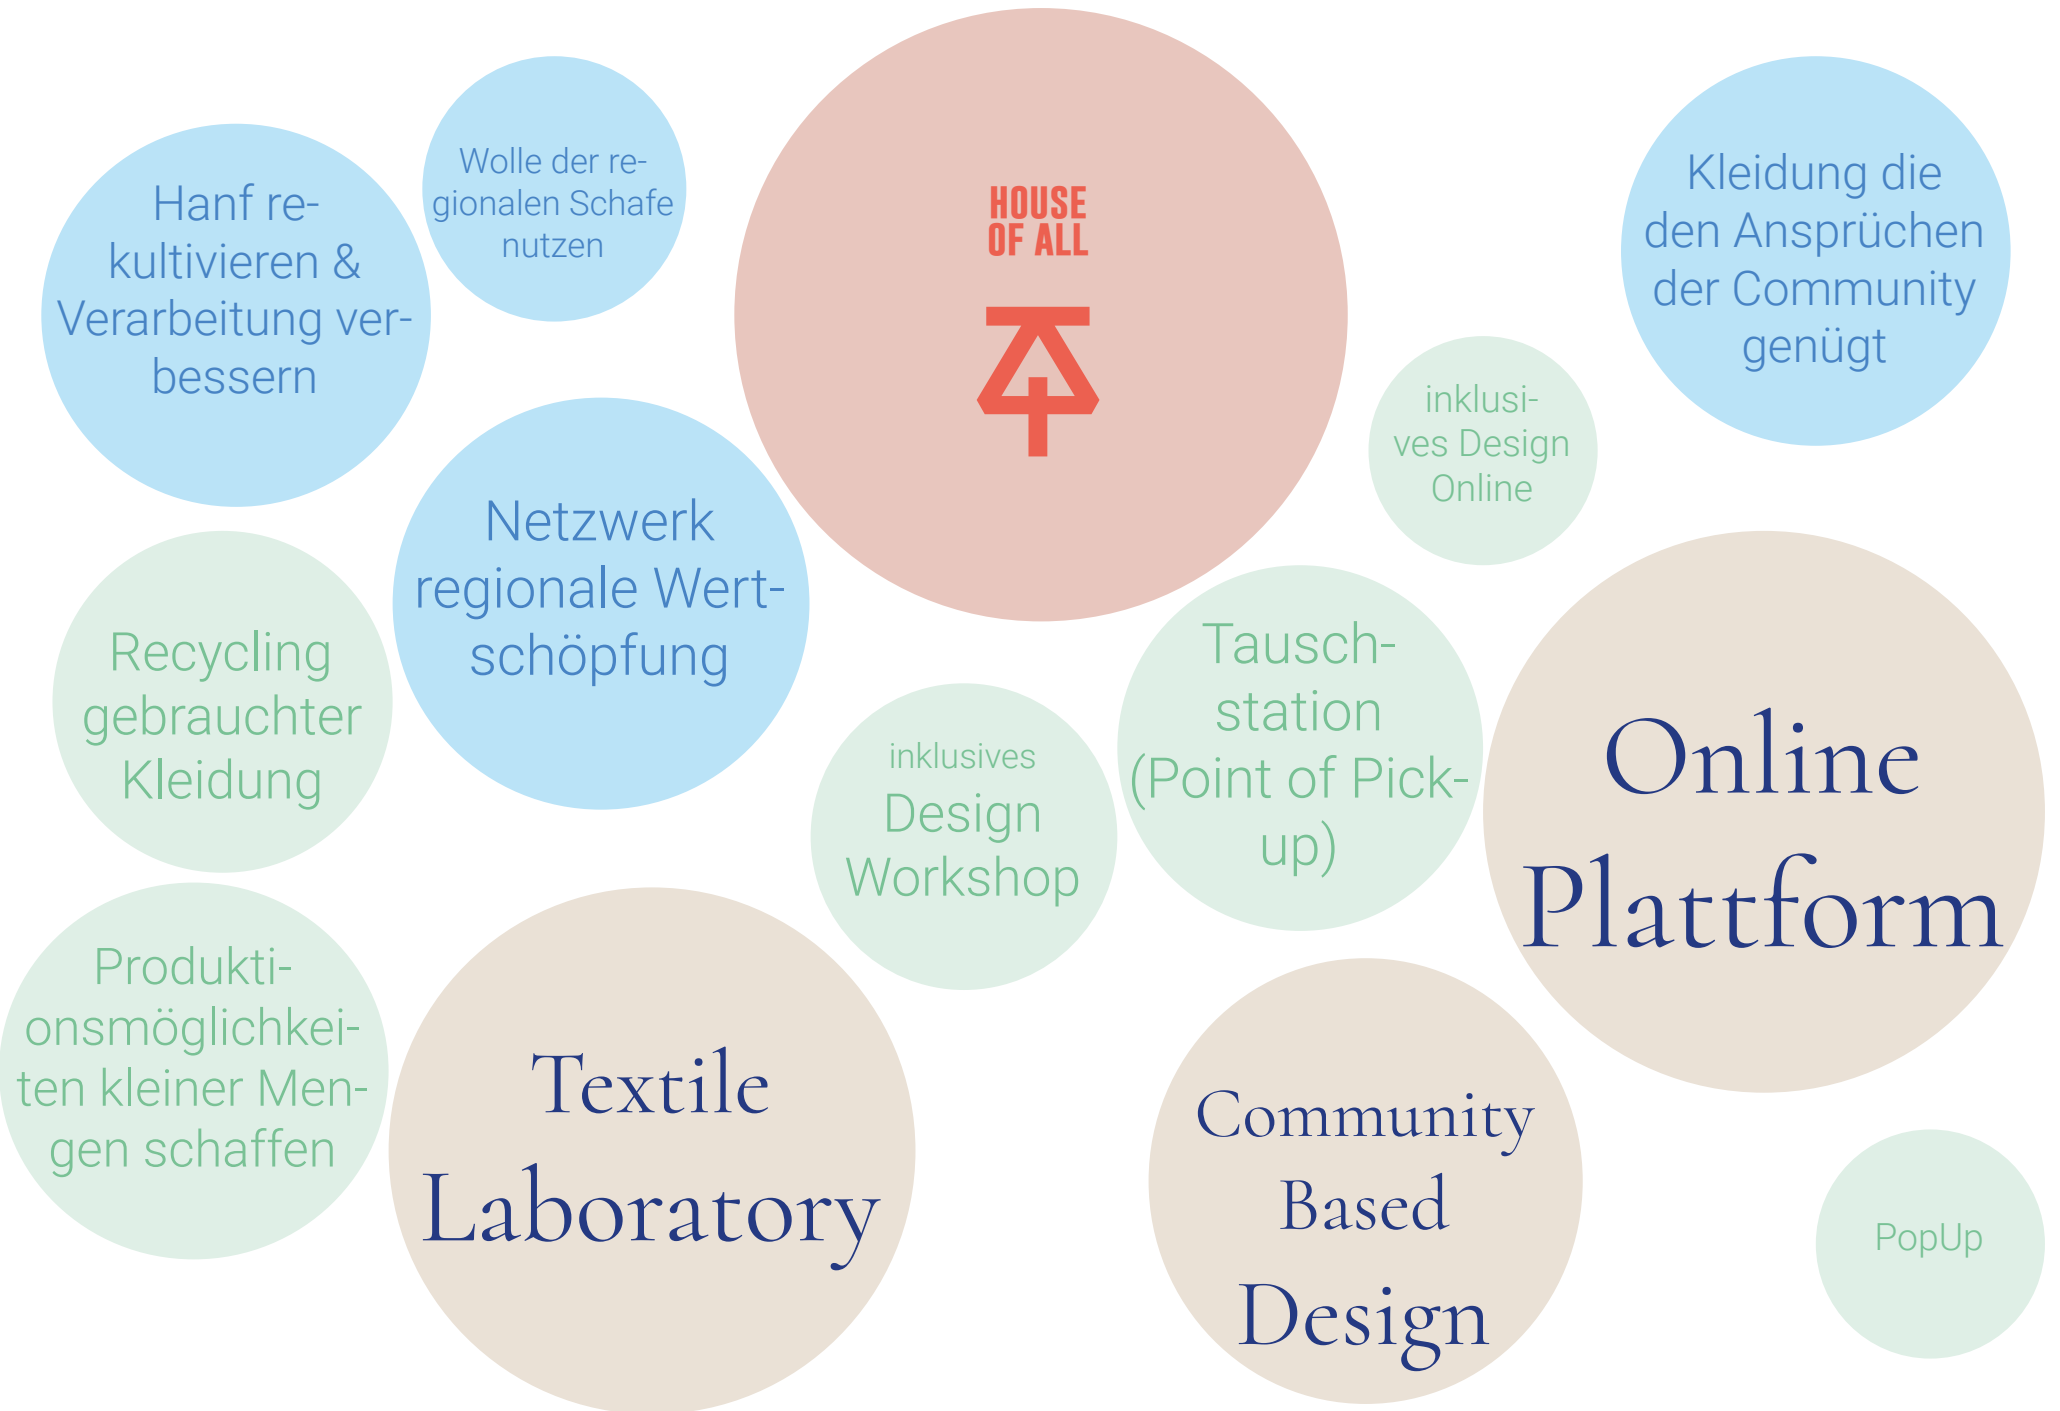 HOUSE
OF ALL
Hanf re-
kultivieren &
Verarbeitung ver-
bessern
Wolle der re-
gionalen Schafe
nutzen
Kleidung die
den Ansprüchen
der Community
genügt
inklusi-
ves Design
Online
Netzwerk
regionale Wert-
schöpfung
Recycling
gebrauchter
Kleidung
inklusives
Design
Workshop
Tausch-
station
(Point of Pick-
up)
Online
Plattform
Produkti-
onsmöglichkei-
ten kleiner Men-
gen schaffen
Textile
Laboratory
Community
Based
Design
PopUp